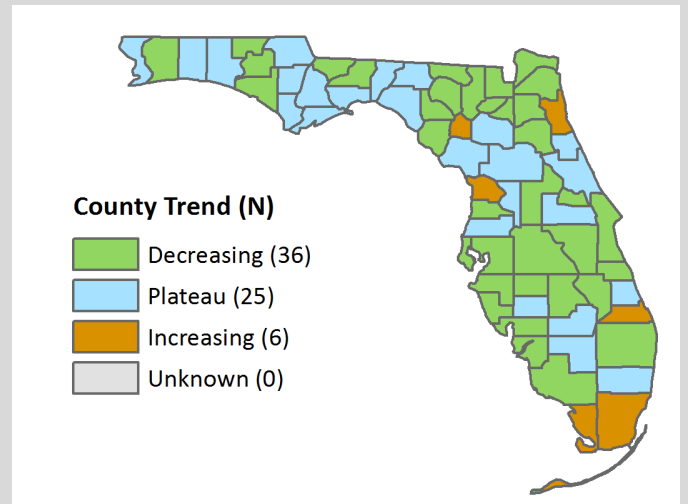 County Trend (N)
Decreasing (36)
Plateau (25)
Increasing (6)
Unknown (0)